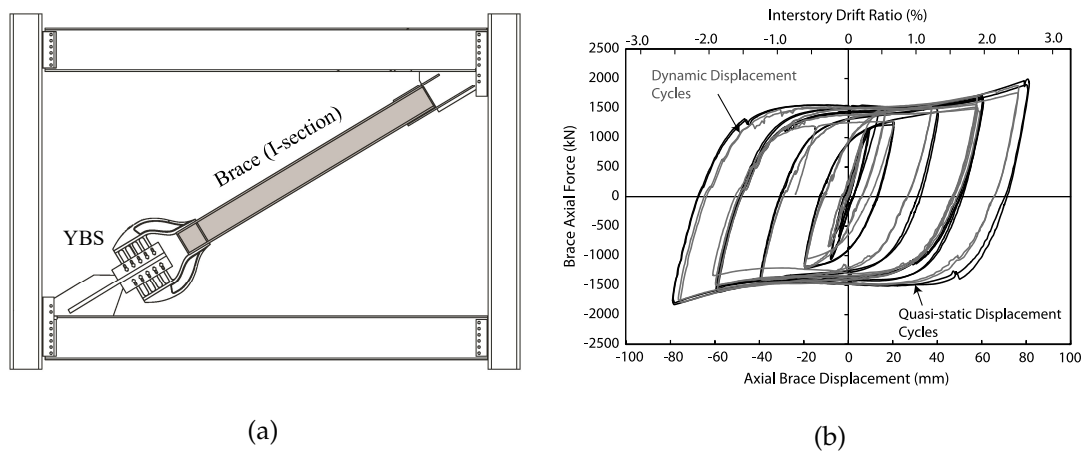 YBS
Brace (I-section)
(a)
Interstory Drift Ratio (%)
-3.0 -2.0 -1.0 0 1.0 2.0 3.0
2500
2000
1500
1000
500
0
-500
-1000
-1500
-2000
-2500
Brace Axial Force (kN)
Dynamic Displacement
Cycles
Quasi-static Displacement
Cycles
-100 -80 -60 -40 -20 0 20 40 60 80 100
Axial Brace Displacement (mm)
(b)